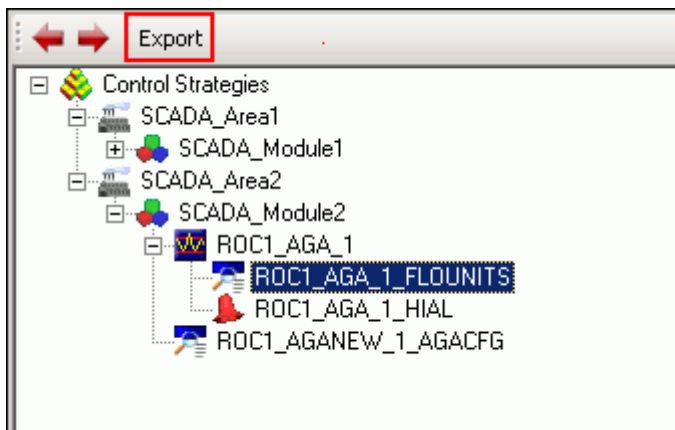 Export
Control Strategies
SCADA_Area1
SCADA_Module1
SCADA_Area2
SCADA_Module2
ROC1_AGA_1
ROC1_AGA_1_FLOUNITS
ROC1_AGA_1_HIAL
ROC1_AGANEW_1_AGACFG